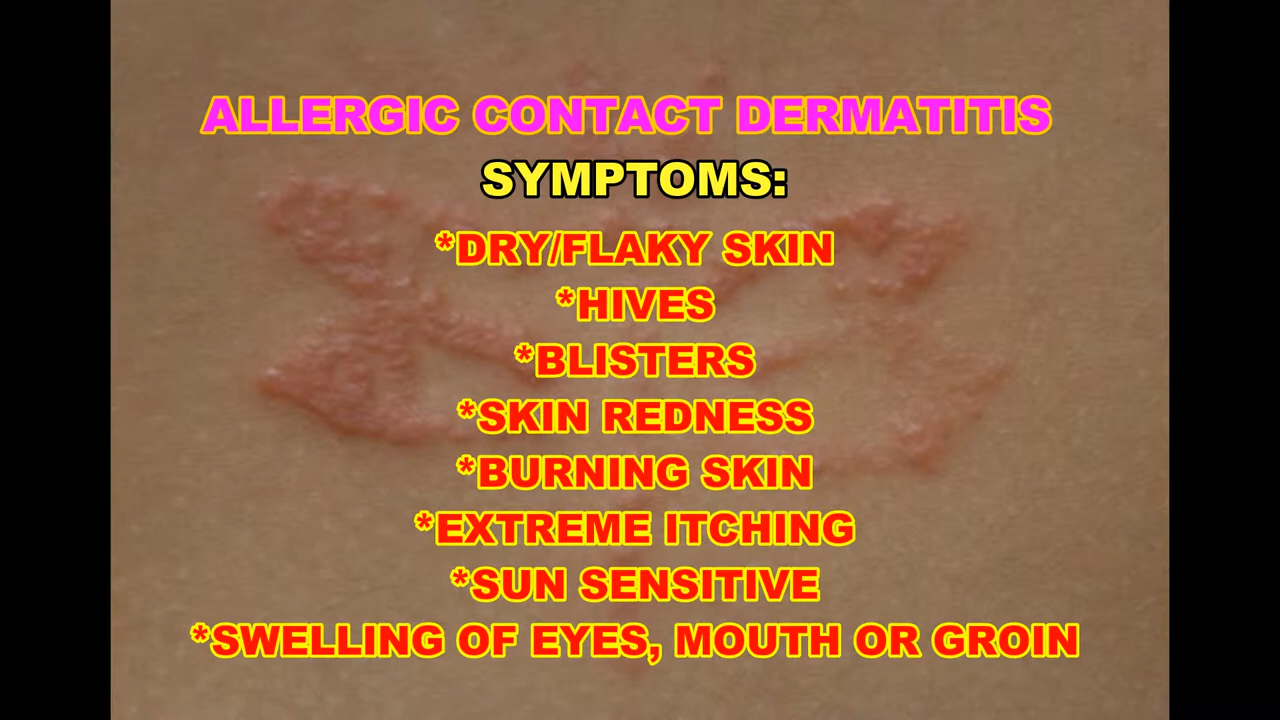 ALLERGIC CONTACT DERMATITIS
SYMPTOMS:
*DRY/FLAKY SKIN
*HIVES
*BLISTERS
*SKIN REDNESS
*BURNING SKIN
*EXTREME ITCHING
*SUN SENSITIVE
*SWELLING OF EYES, MOUTH OR GROIN